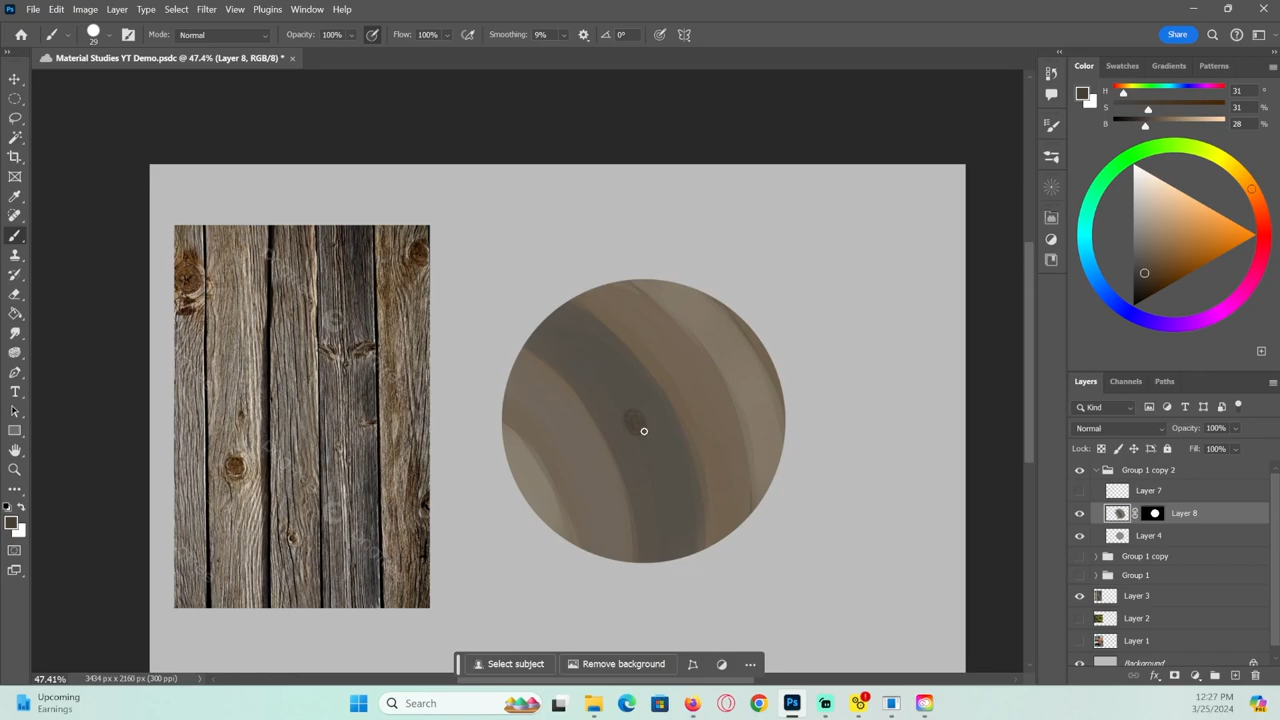 File Edit Image Layer Type Select Filter View Plugins Window Help
29 Mode: Normal Opacity: 100% Flow: 100% Smoothing: 9% 0° Share
Material Studies YT Demo.psdc @ 47.4% (Layer 8, RGB/8) *
Color Swatches Gradients Patterns
H 31 °
S 31 %
B 28 %
Layers Channels Paths
Kind
Normal Opacity: 100%
Lock: Fill: 100%
Group 1 copy 2
Layer 7
Layer 8
Layer 4
Group 1 copy
Group 1
Layer 3
Layer 2
Layer 1
Background
Select subject Remove background
47.41% 3434 px x 2160 px (300 ppi)
Upcoming
Earnings
Search
12:27 PM
3/25/2024